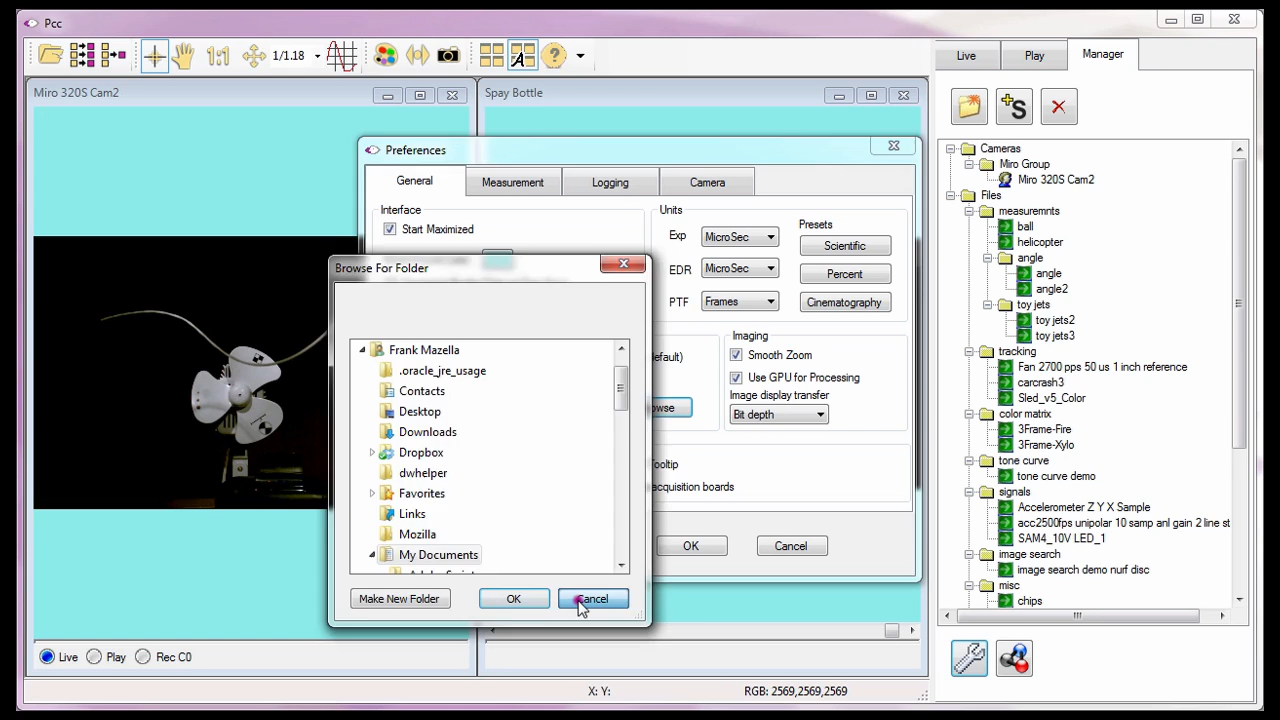 Pcc
1:1
1/1.18
A
?
Live
Play
Manager
+S
Miro 320S Cam2
Spay Bottle
Preferences
General
Measurement
Logging
Camera
Interface
Start Maximized
Units
Exp
MicroSec
EDR
MicroSec
PTF
Frames
Presets
Scientific
Percent
Cinematography
Imaging
Smooth Zoom
Use GPU for Processing
Image display transfer
Bit depth
acquisition boards
OK
Cancel
Browse For Folder
Frank Mazella
.oracle_jre_usage
Contacts
Desktop
Downloads
Dropbox
dwhelper
Favorites
Links
Mozilla
My Documents
Make New Folder
OK
Cancel
Cameras
Miro Group
Miro 320S Cam2
Files
measuremnts
ball
helicopter
angle
angle
angle2
toy jets
toy jets2
toy jets3
tracking
Fan 2700 pps 50 us 1 inch reference
carcrash3
Sled_v5_Color
color matrix
3Frame-Fire
3Frame-Xylo
tone curve
tone curve demo
signals
Accelerometer Z Y X Sample
acc2500fps unipolar 10 samp anl gain 2 line st
SAM4_10V LED_1
image search
image search demo nurf disc
misc
chips
Live
Play
Rec C0
X: Y:
RGB: 2569,2569,2569